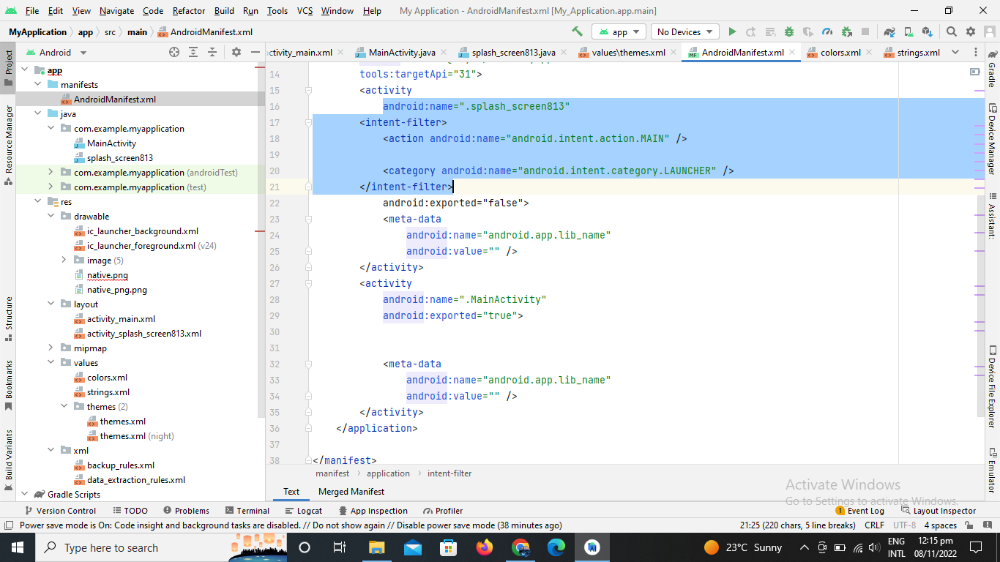 File Edit View Navigate Code Refactor Build Run Tools VCS Window Help My Application - AndroidManifest.xml [My_Application.app.main]
MyApplication app src main AndroidManifest.xml app No Devices
Project
Resource Manager
Structure
Bookmarks
Build Variants
Android
app
manifests
AndroidManifest.xml
java
com.example.myapplication
MainActivity
splash_screen813
com.example.myapplication (androidTest)
com.example.myapplication (test)
res
drawable
ic_launcher_background.xml
ic_launcher_foreground.xml (v24)
image (5)
native.png
native_png.png
layout
activity_main.xml
activity_splash_screen813.xml
mipmap
values
colors.xml
strings.xml
themes (2)
themes.xml
themes.xml (night)
xml
backup_rules.xml
data_extraction_rules.xml
Gradle Scripts
ctivity_main.xml MainActivity.java splash_screen813.java values\themes.xml AndroidManifest.xml colors.xml strings.xml
14 tools:targetApi="31">
15 <activity
16 android:name=".splash_screen813"
17 <intent-filter>
18 <action android:name="android.intent.action.MAIN" />
19
20 <category android:name="android.intent.category.LAUNCHER" />
21 </intent-filter>
22 android:exported="false">
23 <meta-data
24 android:name="android.app.lib_name"
25 android:value="" />
26 </activity>
27 <activity
28 android:name=".MainActivity"
29 android:exported="true">
30
31
32 <meta-data
33 android:name="android.app.lib_name"
34 android:value="" />
35 </activity>
36 </application>
37
38 </manifest>
manifest application intent-filter
Text Merged Manifest
Gradle
Device Manager
Assistant:
Device File Explorer
Emulator
Activate Windows
Go to Settings to activate Windows.
Version Control TODO Problems Terminal Logcat App Inspection Profiler 1 Event Log Layout Inspector
Power save mode is On: Code insight and background tasks are disabled. // Do not show again // Disable power save mode (38 minutes ago) 21:25 (220 chars, 5 line breaks) CRLF UTF-8 4 spaces
Type here to search 23°C Sunny ENG INTL 12:15 pm 08/11/2022